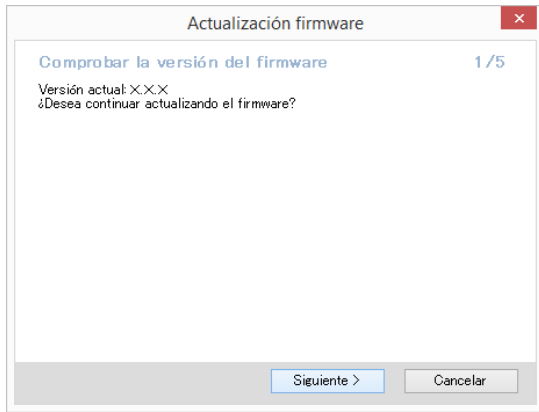 Actualización firmware
Comprobar la versión del firmware 1/5
Versión actual: X.X.X
¿Desea continuar actualizando el firmware?
Siguiente >
Cancelar